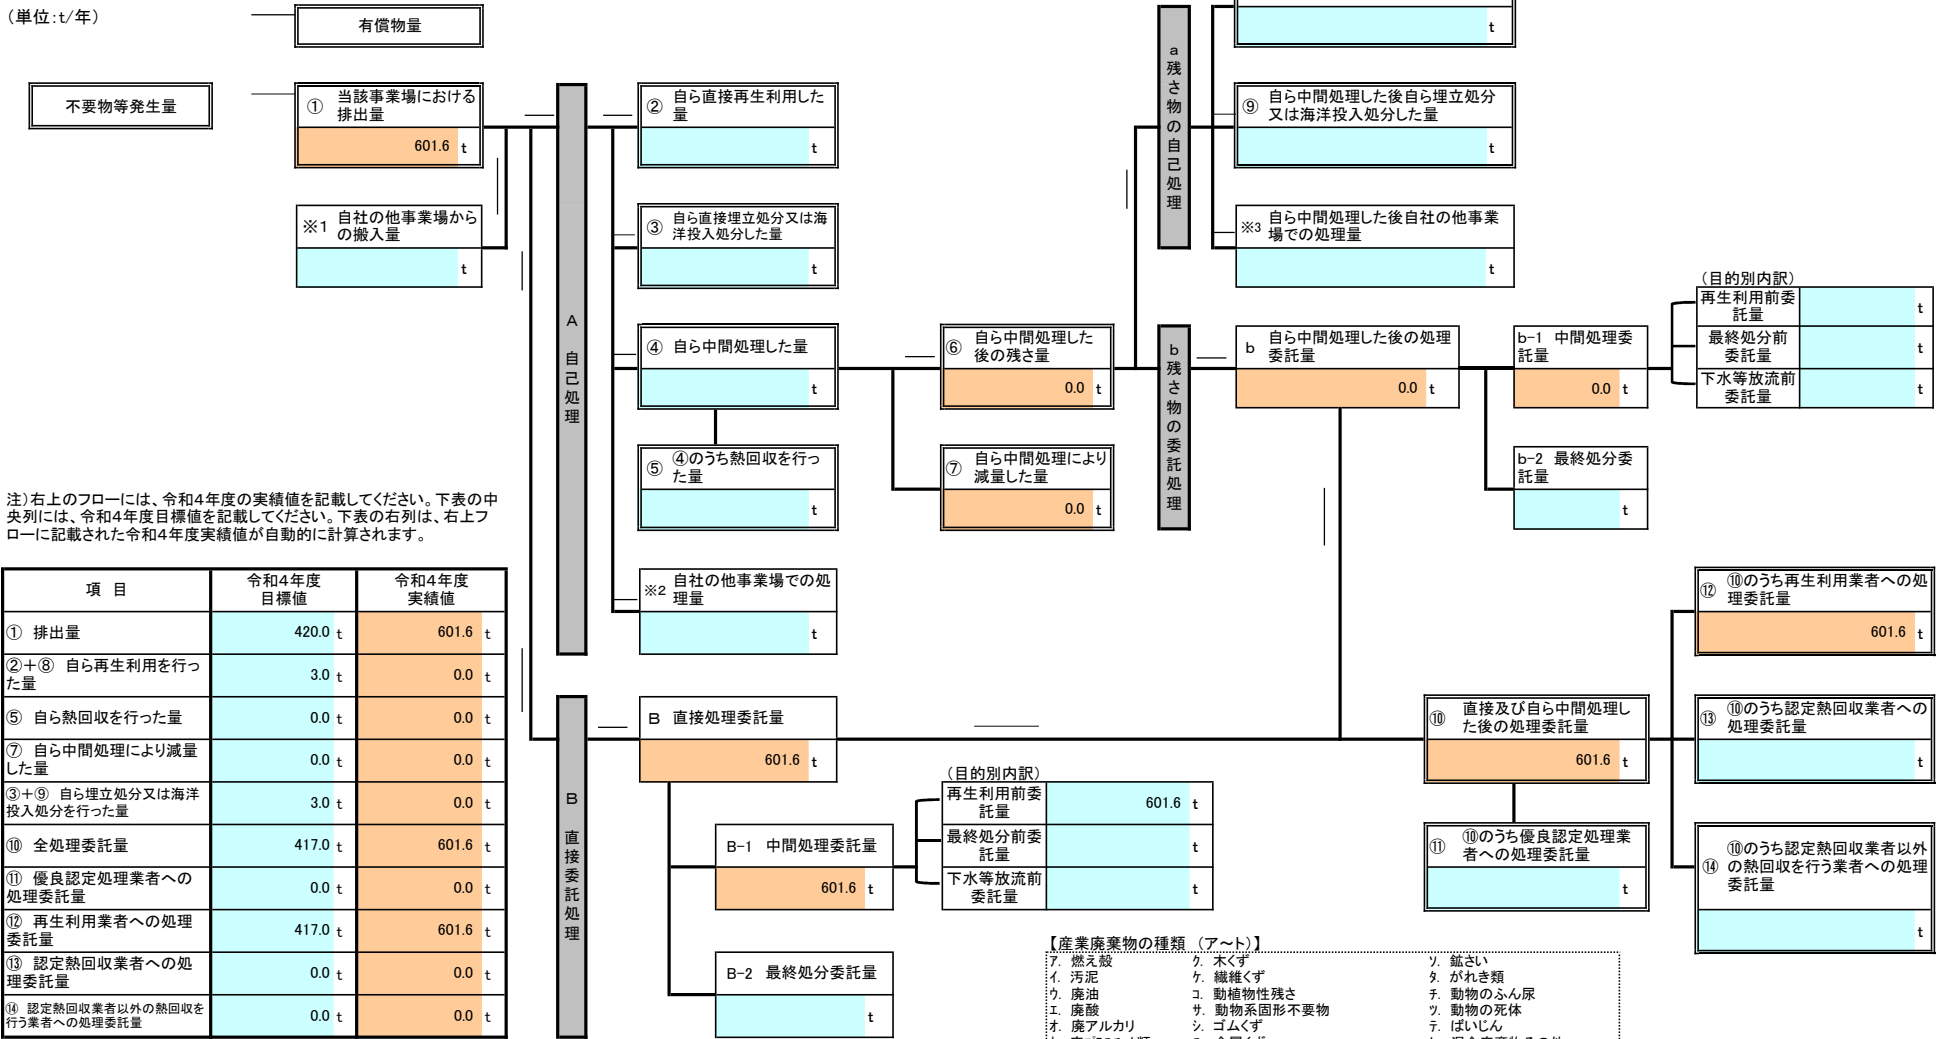 (単位:t/年)
有償物量
t
不要物等発生量
① 当該事業場における
排出量
601.6 t
※1 自社の他事業場から
の搬入量
t
A 自己処理
② 自ら直接再生利用した
量
t
③ 自ら直接埋立処分又は海
洋投入処分した量
t
④ 自ら中間処理した量
t
⑤ ④のうち熱回収を行っ
た量
t
※2 自社の他事業場での処
理量
t
⑥ 自ら中間処理した
後の残さ量
0.0 t
⑦ 自ら中間処理により
減量した量
0.0 t
a 残さ物の自己処理
⑨ 自ら中間処理した後自ら埋立処分
又は海洋投入処分した量
t
※3 自ら中間処理した後自社の他事業
場での処理量
t
b 残さ物の委託処理
b 自ら中間処理した後の処理
委託量
0.0 t
b-1 中間処理委
託量
0.0 t
b-2 最終処分委
託量
t
(目的別内訳)
再生利用前委
託量
t
最終処分前
委託量
t
下水等放流前
委託量
t
注)右上のフローには、令和4年度の実績値を記載してください。下表の中
央列には、令和4年度目標値を記載してください。下表の右列は、右上フ
ローに記載された令和4年度実績値が自動的に計算されます。
項 目
令和4年度
目標値
令和4年度
実績値
① 排出量 420.0 t 601.6 t
②+⑧ 自ら再生利用を行っ
た量 3.0 t 0.0 t
⑤ 自ら熱回収を行った量 0.0 t 0.0 t
⑦ 自ら中間処理により減量
した量 0.0 t 0.0 t
③+⑨ 自ら埋立処分又は海洋
投入処分を行った量 3.0 t 0.0 t
⑩ 全処理委託量 417.0 t 601.6 t
⑪ 優良認定処理業者への
処理委託量 0.0 t 0.0 t
⑫ 再生利用業者への処理
委託量 417.0 t 601.6 t
⑬ 認定熱回収業者への処
理委託量 0.0 t 0.0 t
⑭ 認定熱回収業者以外の熱回収を
行う業者への処理委託量 0.0 t 0.0 t
B 直接委託処理
B 直接処理委託量
601.6 t
B-1 中間処理委託量
601.6 t
B-2 最終処分委託量
t
(目的別内訳)
再生利用前委
託量
601.6 t
最終処分前委
託量
t
下水等放流前
委託量
t
⑩ 直接及び自ら中間処理し
た後の処理委託量
601.6 t
⑪ ⑩のうち優良認定処理業
者への処理委託量
t
⑫ ⑩のうち再生利用業者への処
理委託量
601.6 t
⑬ ⑩のうち認定熱回収業者への
処理委託量
t
⑭ ⑩のうち認定熱回収業者以外
の熱回収を行う業者への処理
委託量
t
【産業廃棄物の種類 (ア~ト)】
ア. 燃え殻 ク. 木くず ソ. 鉱さい
イ. 汚泥 ケ. 繊維くず タ. がれき類
ウ. 廃油 コ. 動植物性残さ チ. 動物のふん尿
エ. 廃酸 サ. 動物系固形不要物 ツ. 動物の死体
オ. 廃アルカリ シ. ゴムくず テ. ばいじん